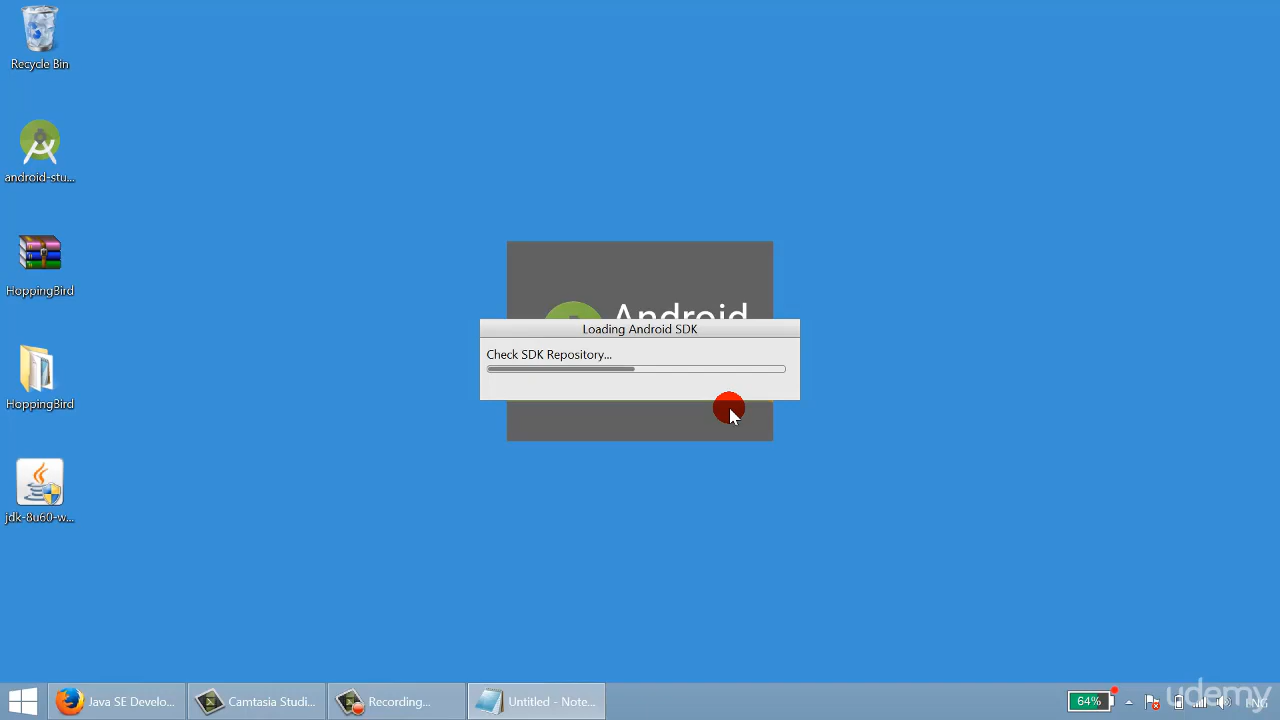 Recycle Bin
android-stu...
HoppingBird
HoppingBird
jdk-8u60-w...
Android
Loading Android SDK
Check SDK Repository...
Java SE Develo...
Camtasia Studi...
Recording...
Untitled - Note...
64%
ENG
udemy